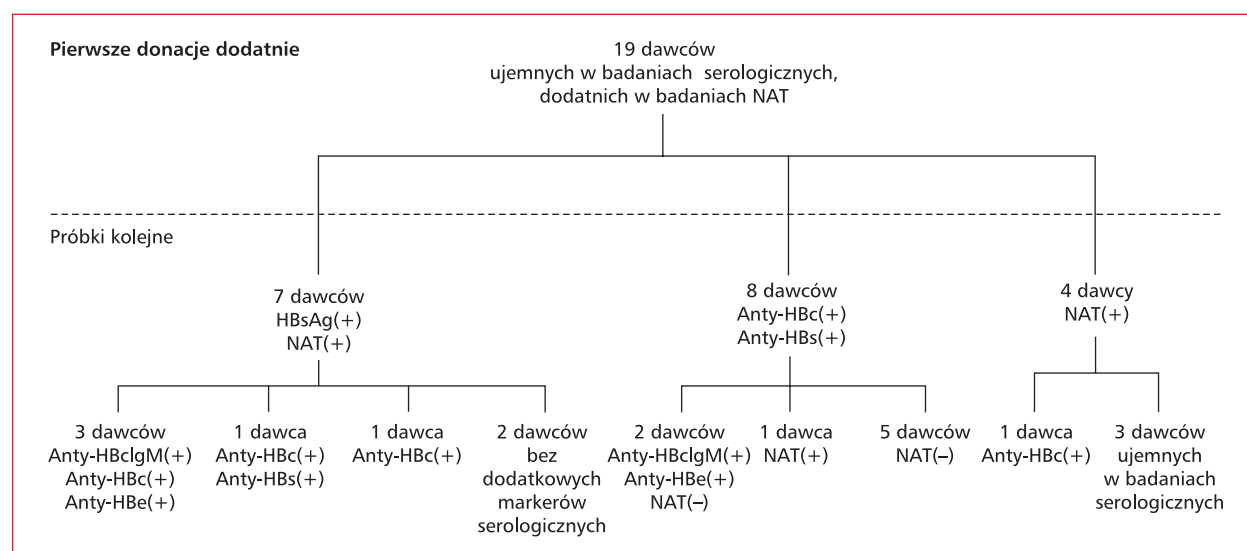 Pierwsze donacje dodatnie
19 dawców
ujemnych w badaniach serologicznych,
dodatnich w badaniach NAT
Próbki kolejne
7 dawców
HBsAg(+)
NAT(+)
8 dawców
Anty-HBc(+)
Anty-HBs(+)
4 dawcy
NAT(+)
3 dawców
Anty-HBclgM(+)
Anty-HBc(+)
Anty-HBe(+)
1 dawca
Anty-HBc(+)
Anty-HBs(+)
1 dawca
Anty-HBc(+)
2 dawców
bez
dodatkowych
markerów
serologicznych
2 dawców
Anty-HBclgM(+)
Anty-HBe(+)
NAT(–)
1 dawca
NAT(+)
5 dawców
NAT(–)
1 dawca
Anty-HBc(+)
3 dawców
ujemnych
w badaniach
serologicznych